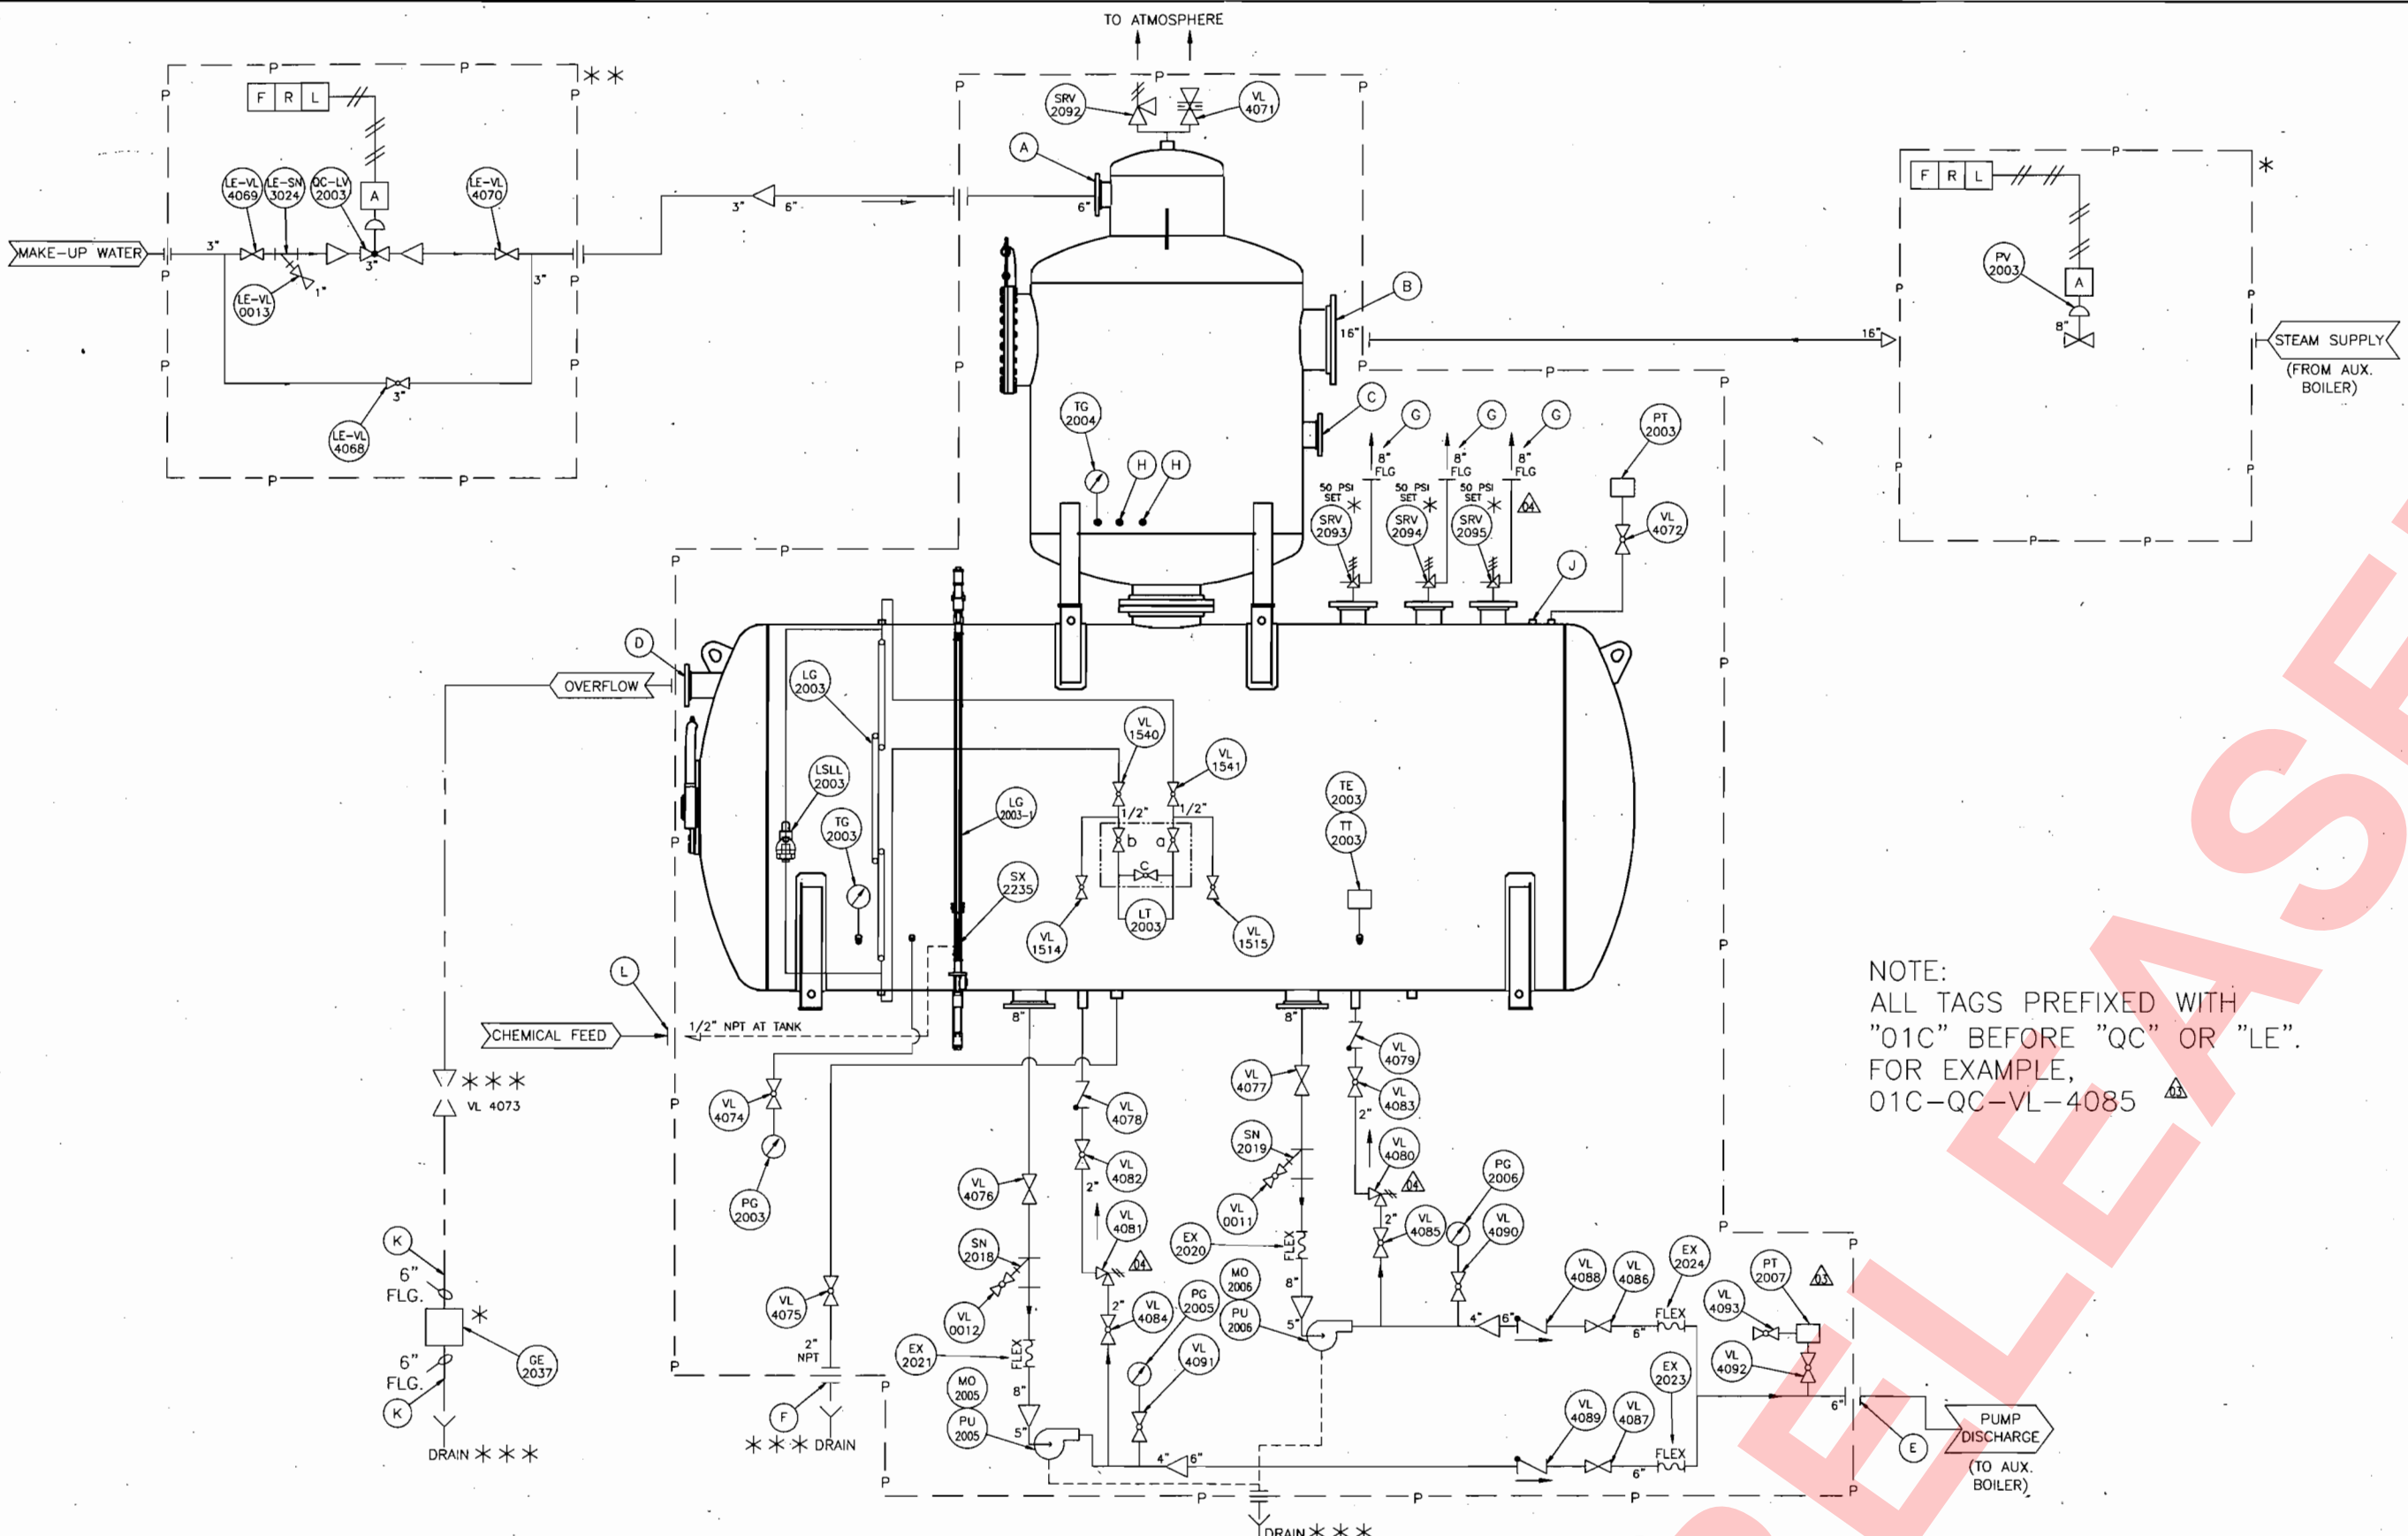 TO ATMOSPHERE
P P P P
F R L
SRV
2092
VL
4071
A
LE-VL
4069
LE-SN
3024
QC-LV
2003
A
LE-VL
4070
MAKE-UP WATER
3"
3"
3"
1"
LE-VL
0013
3"
LE-VL
4068
3" 6"
6"
B
16"
16"
F R L
PV
2003
A
8"
STEAM SUPPLY
(FROM AUX.
BOILER)
C
G G G
8"
FLG
8"
FLG
8"
FLG
PT
2003
TG
2004
H H
50 PSI
SET
50 PSI
SET
50 PSI
SET
04
SRV
2093
SRV
2094
SRV
2095
VL
4072
J
D
OVERFLOW
LG
2003
VL
1540
VL
1541
LSLL
2003
TG
2003
LG
2003-1
1/2"
1/2"
b a
c
TE
2003
TT
2003
SX
2235
LT
2003
VL
1514
VL
1515
L
CHEMICAL FEED
1/2" NPT AT TANK
8"
8"
NOTE:
ALL TAGS PREFIXED WITH
"01C" BEFORE "QC" OR "LE".
FOR EXAMPLE,
01C-QC-VL-4085
03
VL 4073
VL
4074
PG
2003
VL
4078
VL
4077
VL
4079
VL
4083
2"
VL
4076
VL
4082
2"
SN
2019
VL
4080
04
PG
2006
VL
4081
04
VL
0011
2"
VL
4085
VL
4090
SN
2018
EX
2020
FLEX
8"
K
6"
FLG.
GE
2037
6"
FLG.
K
DRAIN
VL
4075
2"
NPT
F
DRAIN
VL
0012
2"
VL
4084
PG
2005
MO
2006
PU
2006
5"
4" 6"
VL
4088
VL
4086
EX
2024
FLEX
6"
PT
2007
03
VL
4093
VL
4092
EX
2021
FLEX
8"
VL
4091
MO
2005
PU
2005
5"
4" 6"
VL
4089
VL
4087
EX
2023
FLEX
6"
6"
E
PUMP
DISCHARGE
(TO AUX.
BOILER)
DRAIN